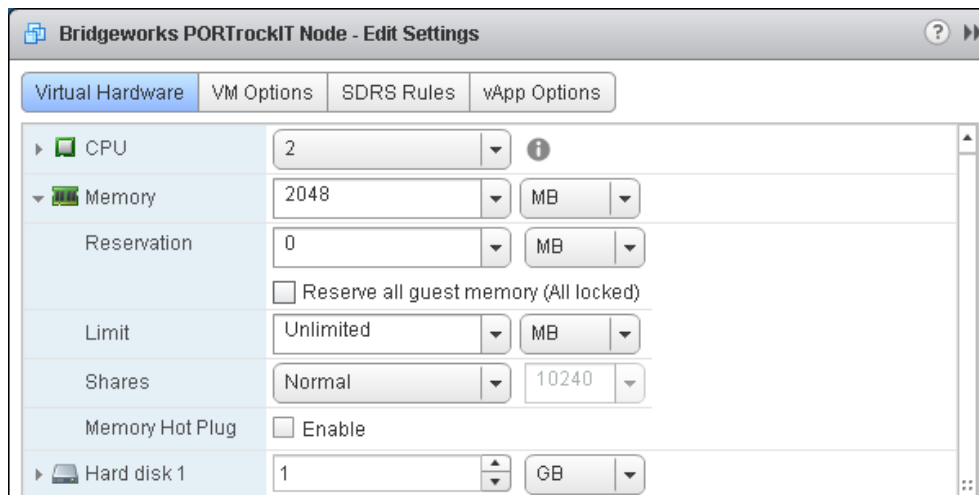 Bridgeworks PORTrockIT Node - Edit Settings ?
Virtual Hardware VM Options SDRS Rules vApp Options
CPU 2
Memory 2048 MB
Reservation 0 MB
Reserve all guest memory (All locked)
Limit Unlimited MB
Shares Normal 10240
Memory Hot Plug Enable
Hard disk 1 1 GB